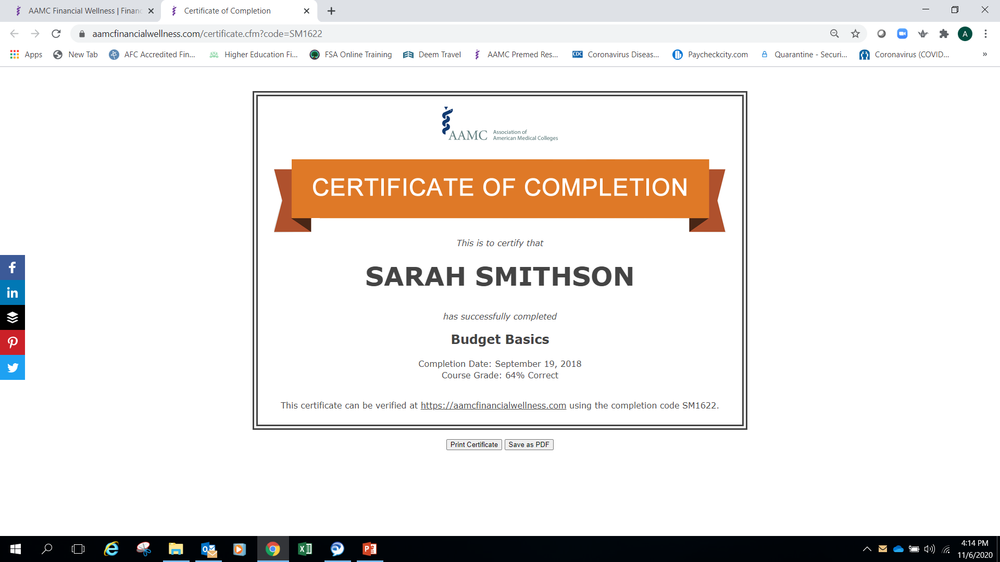 AAMC Financial Wellness | Financ
Certificate of Completion
aamcfinancialwellness.com/certificate.cfm?code=SM1622
A
Apps
New Tab
AFC Accredited Fin...
Higher Education Fi...
FSA Online Training
Deem Travel
AAMC Premed Res...
CDC
Coronavirus Diseas...
Paycheckcity.com
Quarantine - Securi...
Coronavirus (COVID...
»
AAMC
Association of
American Medical Colleges
CERTIFICATE OF COMPLETION
This is to certify that
SARAH SMITHSON
has successfully completed
Budget Basics
Completion Date: September 19, 2018
Course Grade: 64% Correct
This certificate can be verified at https://aamcfinancialwellness.com using the completion code SM1622.
Print Certificate
Save as PDF
4:14 PM
11/6/2020